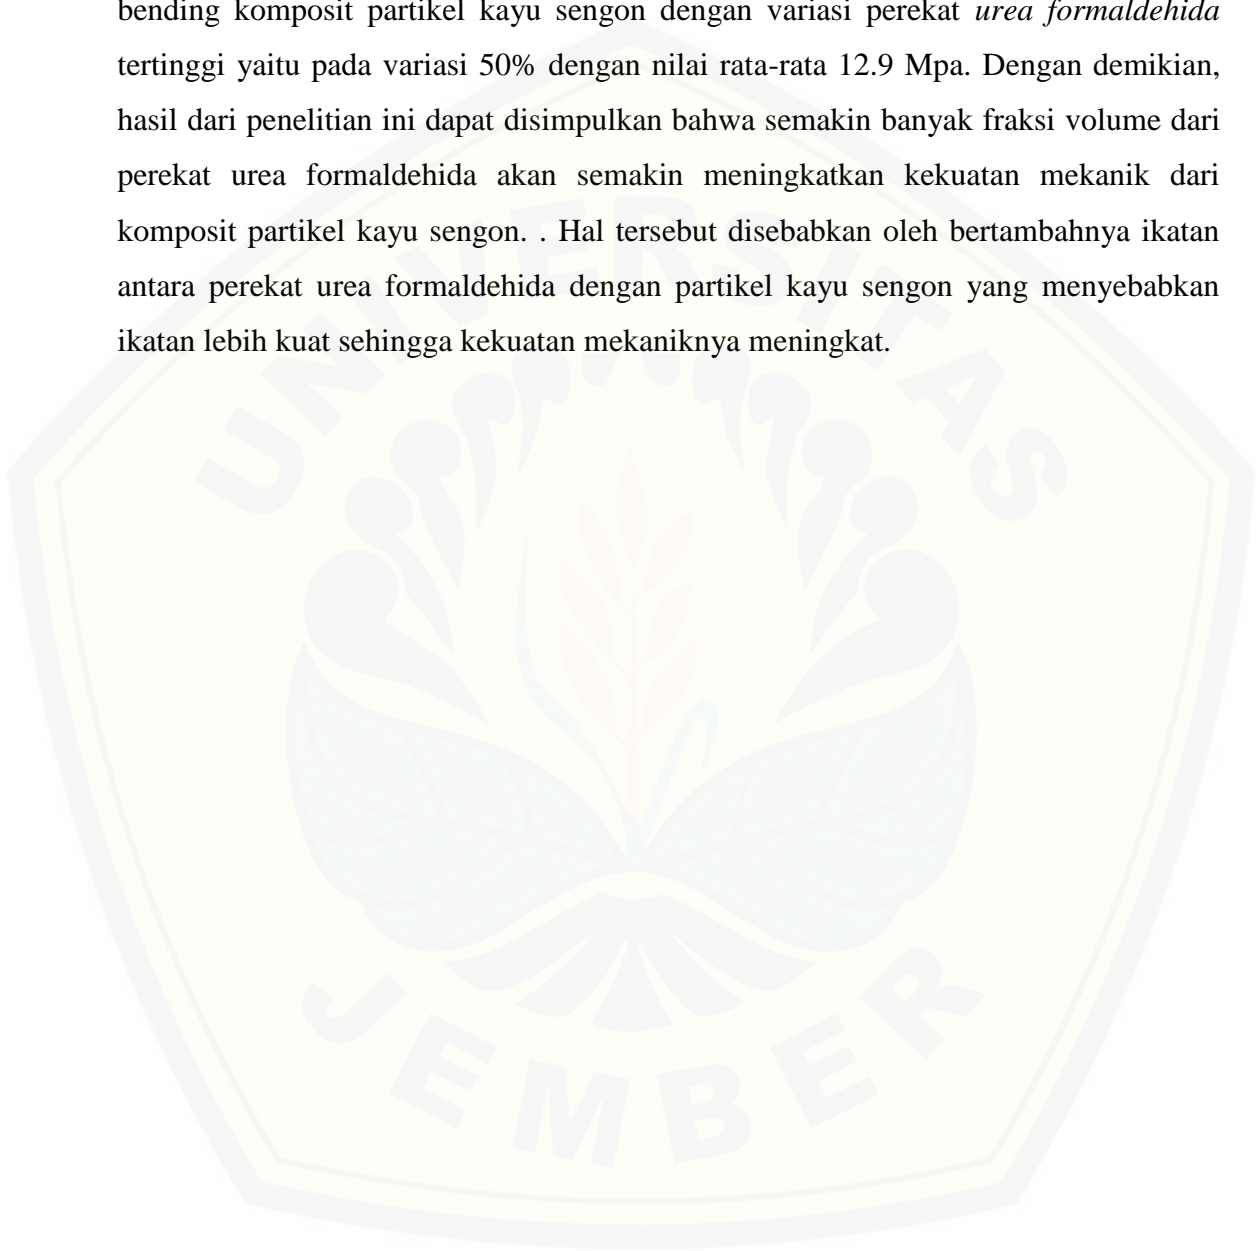 bending komposit partikel kayu sengon dengan variasi perekat urea formaldehida
tertinggi yaitu pada variasi 50% dengan nilai rata-rata 12.9 Mpa. Dengan demikian,
hasil dari penelitian ini dapat disimpulkan bahwa semakin banyak fraksi volume dari
perekat urea formaldehida akan semakin meningkatkan kekuatan mekanik dari
komposit partikel kayu sengon. . Hal tersebut disebabkan oleh bertambahnya ikatan
antara perekat urea formaldehida dengan partikel kayu sengon yang menyebabkan
ikatan lebih kuat sehingga kekuatan mekaniknya meningkat.
UNIVERSITAS
JEMBER